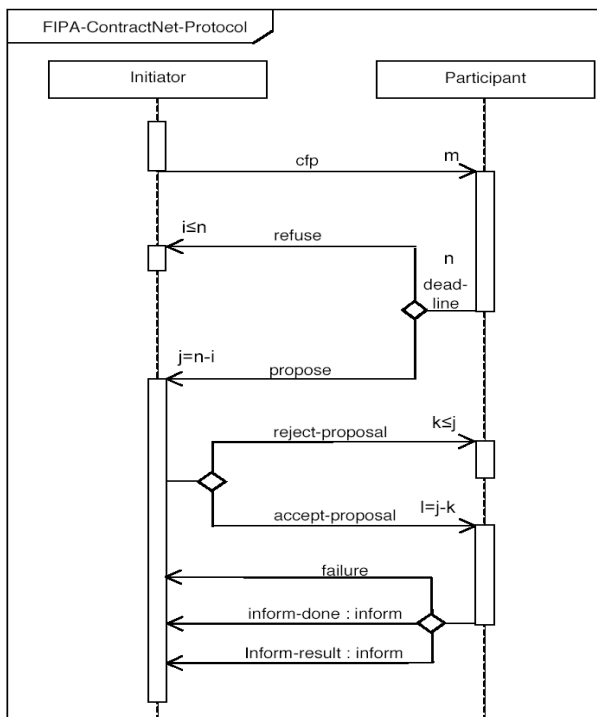 FIPA-ContractNet-Protocol
Initiator
Participant
cfp
m
i≤n
refuse
n
dead-
line
j=n-i
propose
reject-proposal
k≤j
accept-proposal
l=j-k
failure
inform-done : inform
Inform-result : inform